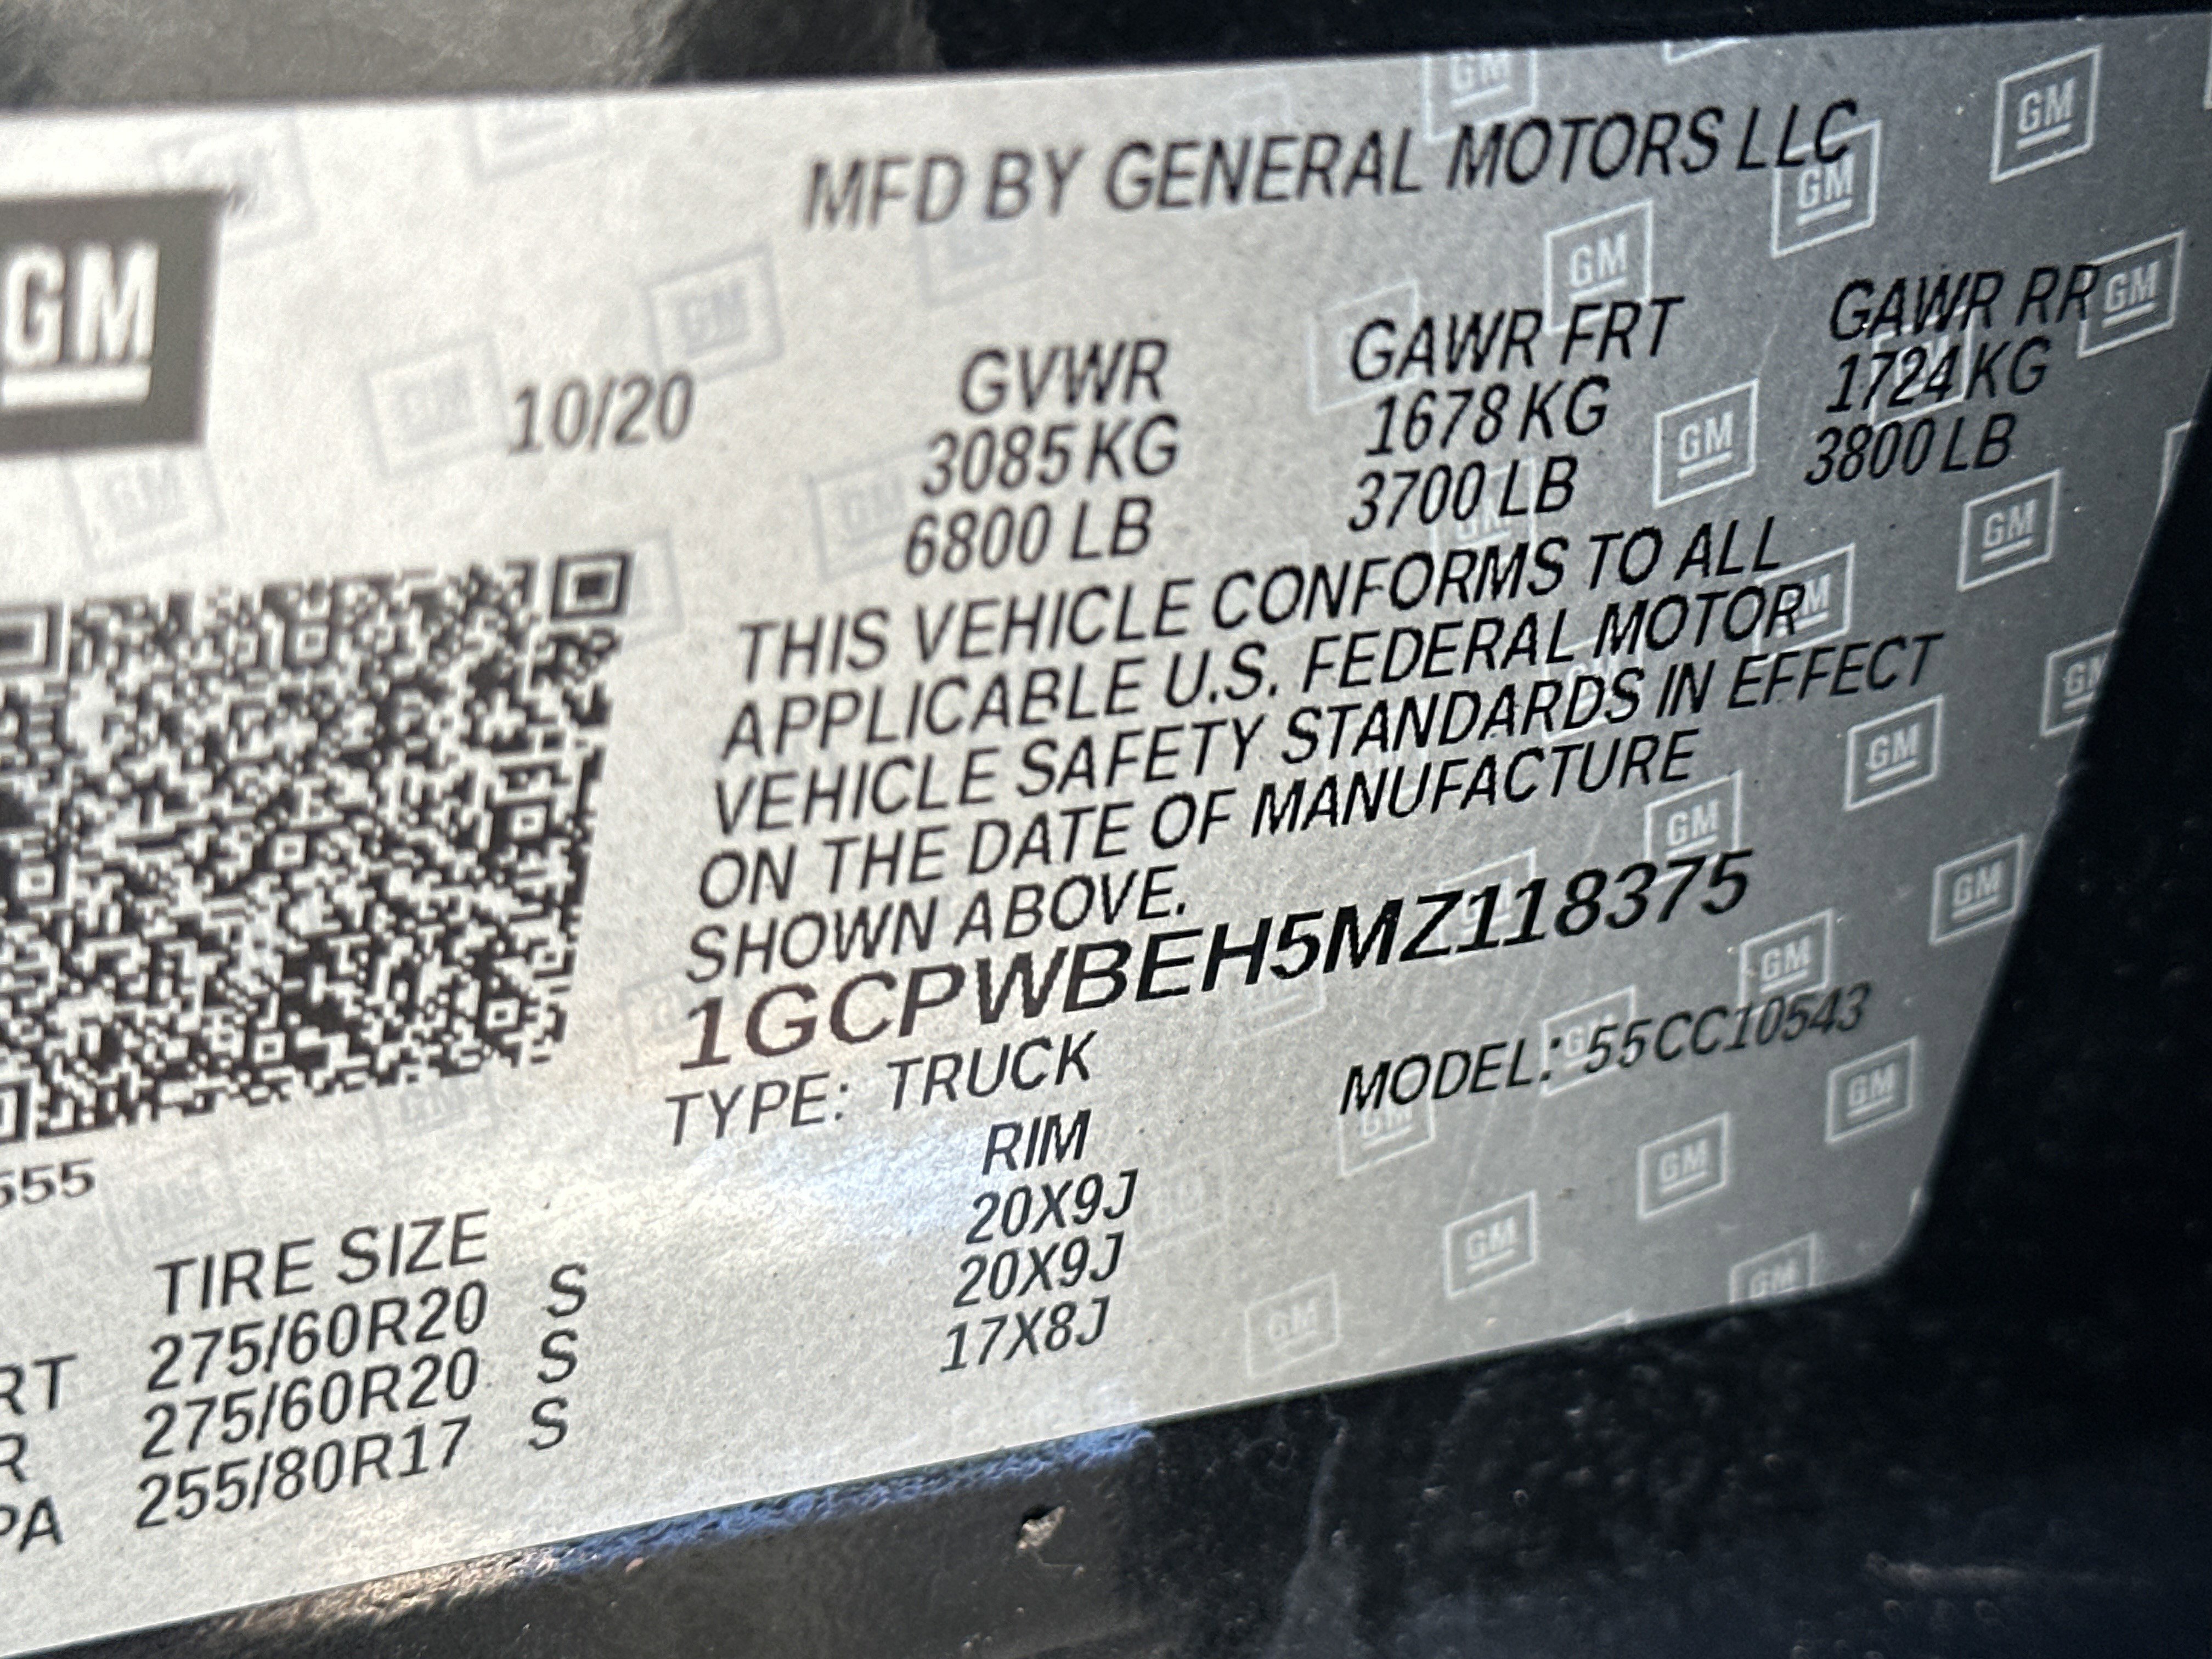 MFD BY GENERAL MOTORS LLC
GM
10/20
GVWR GAWR FRT GAWR RR
3085 KG 1678 KG 1724 KG
6800 LB 3700 LB 3800 LB
THIS VEHICLE CONFORMS TO ALL
APPLICABLE U.S. FEDERAL MOTOR
VEHICLE SAFETY STANDARDS IN EFFECT
ON THE DATE OF MANUFACTURE
SHOWN ABOVE.
1GCPWBEH5MZ118375
TYPE: TRUCK MODEL: 55CC10543
555
TIRE SIZE RIM
RT 275/60R20 S 20X9J
R 275/60R20 S 20X9J
PA 255/80R17 S 17X8J